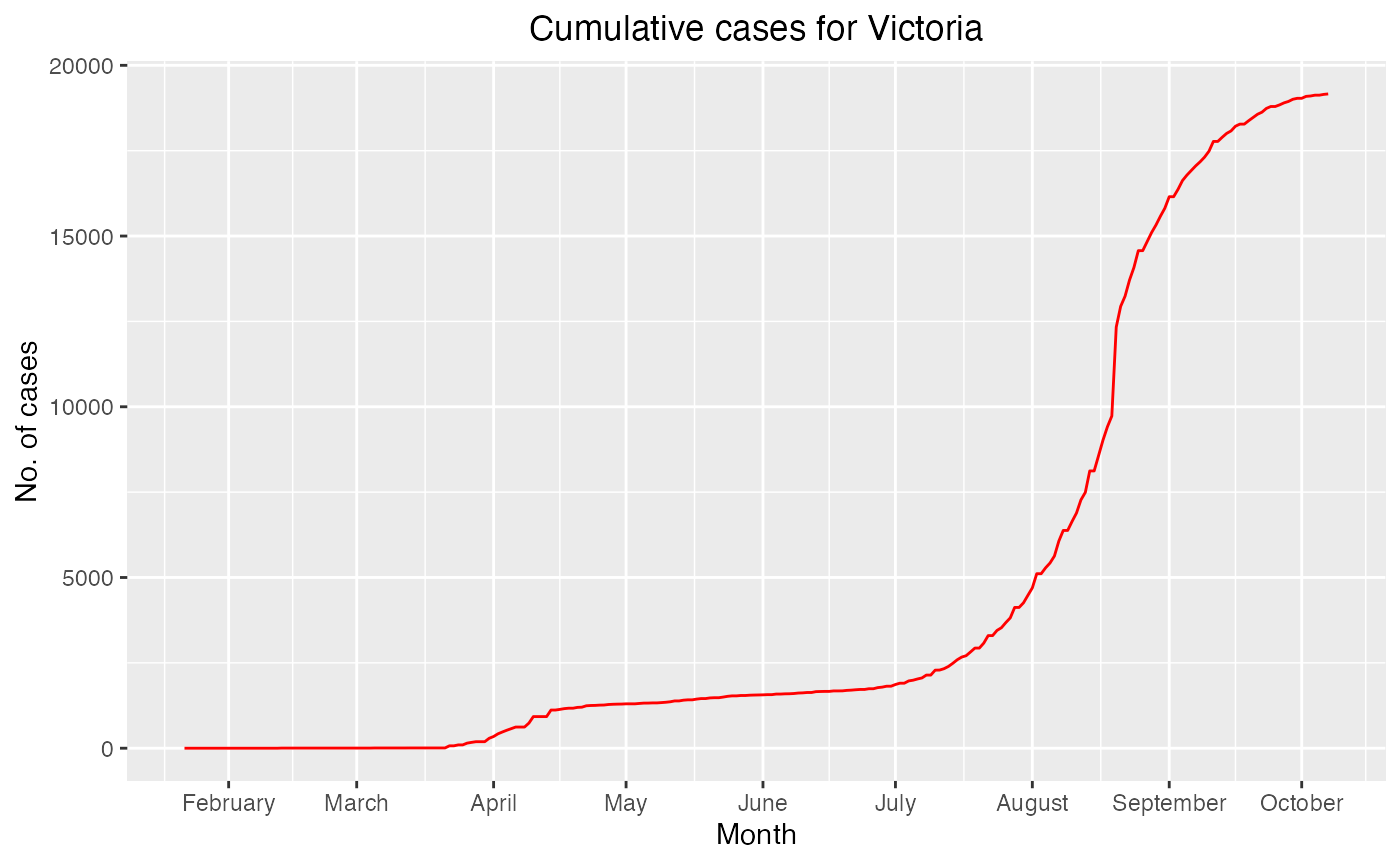 Cumulative cases for Victoria
20000
15000
10000
5000
0
No. of cases
February March April May June July August September October
Month